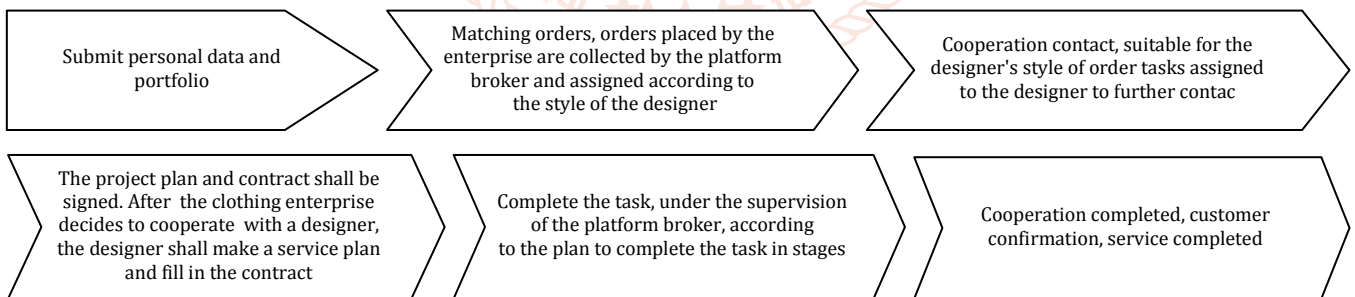 Submit personal data and
portfolio
Matching orders, orders placed by the
enterprise are collected by the platform
broker and assigned according to
the style of the designer
Cooperation contact, suitable for the
designer's style of order tasks assigned
to the designer to further contac
The project plan and contract shall be
signed. After the clothing enterprise
decides to cooperate with a designer,
the designer shall make a service plan
and fill in the contract
Complete the task, under the supervision
of the platform broker, according
to the plan to complete the task in stages
Cooperation completed, customer
confirmation, service completed